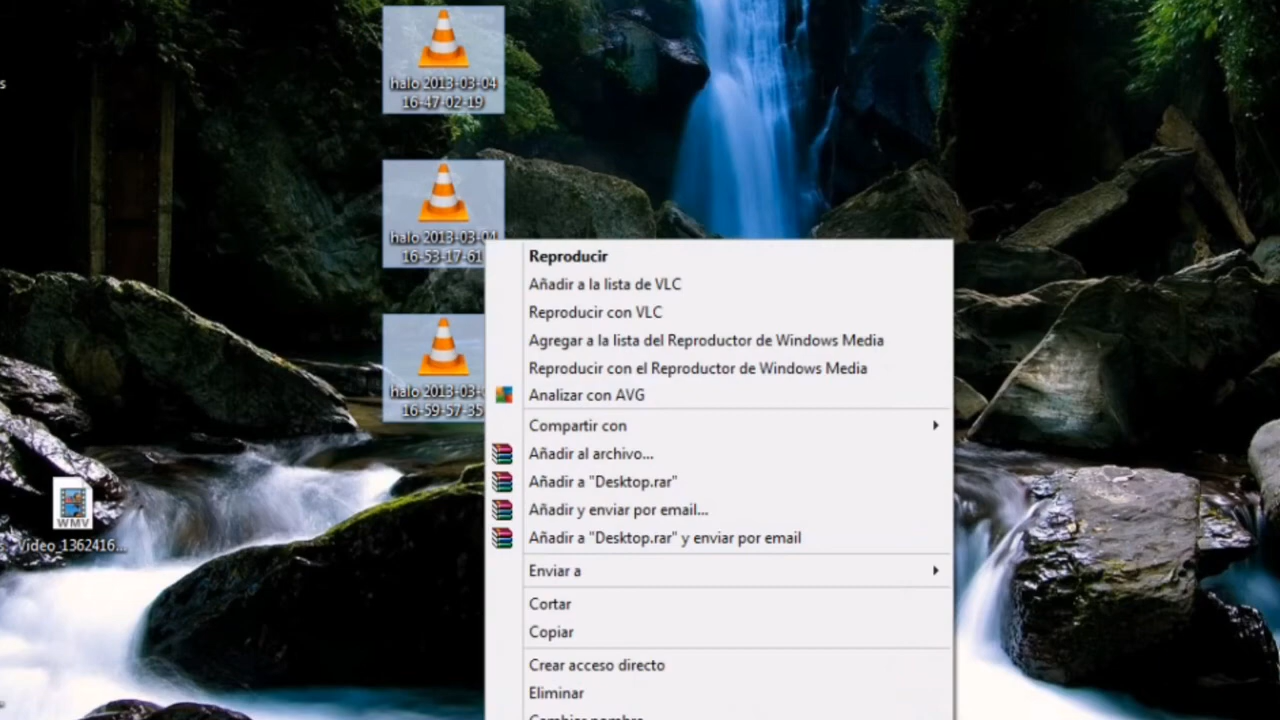 halo 2013-03-04
16-47-02-19
halo 2013-03-04
16-53-17-61
halo 2013-03-
16-59-57-35
WMV
Video_1362416...
Reproducir
Añadir a la lista de VLC
Reproducir con VLC
Agregar a la lista del Reproductor de Windows Media
Reproducir con el Reproductor de Windows Media
Analizar con AVG
Compartir con
Añadir al archivo...
Añadir a "Desktop.rar"
Añadir y enviar por email...
Añadir a "Desktop.rar" y enviar por email
Enviar a
Cortar
Copiar
Crear acceso directo
Eliminar
Cambiar nombre